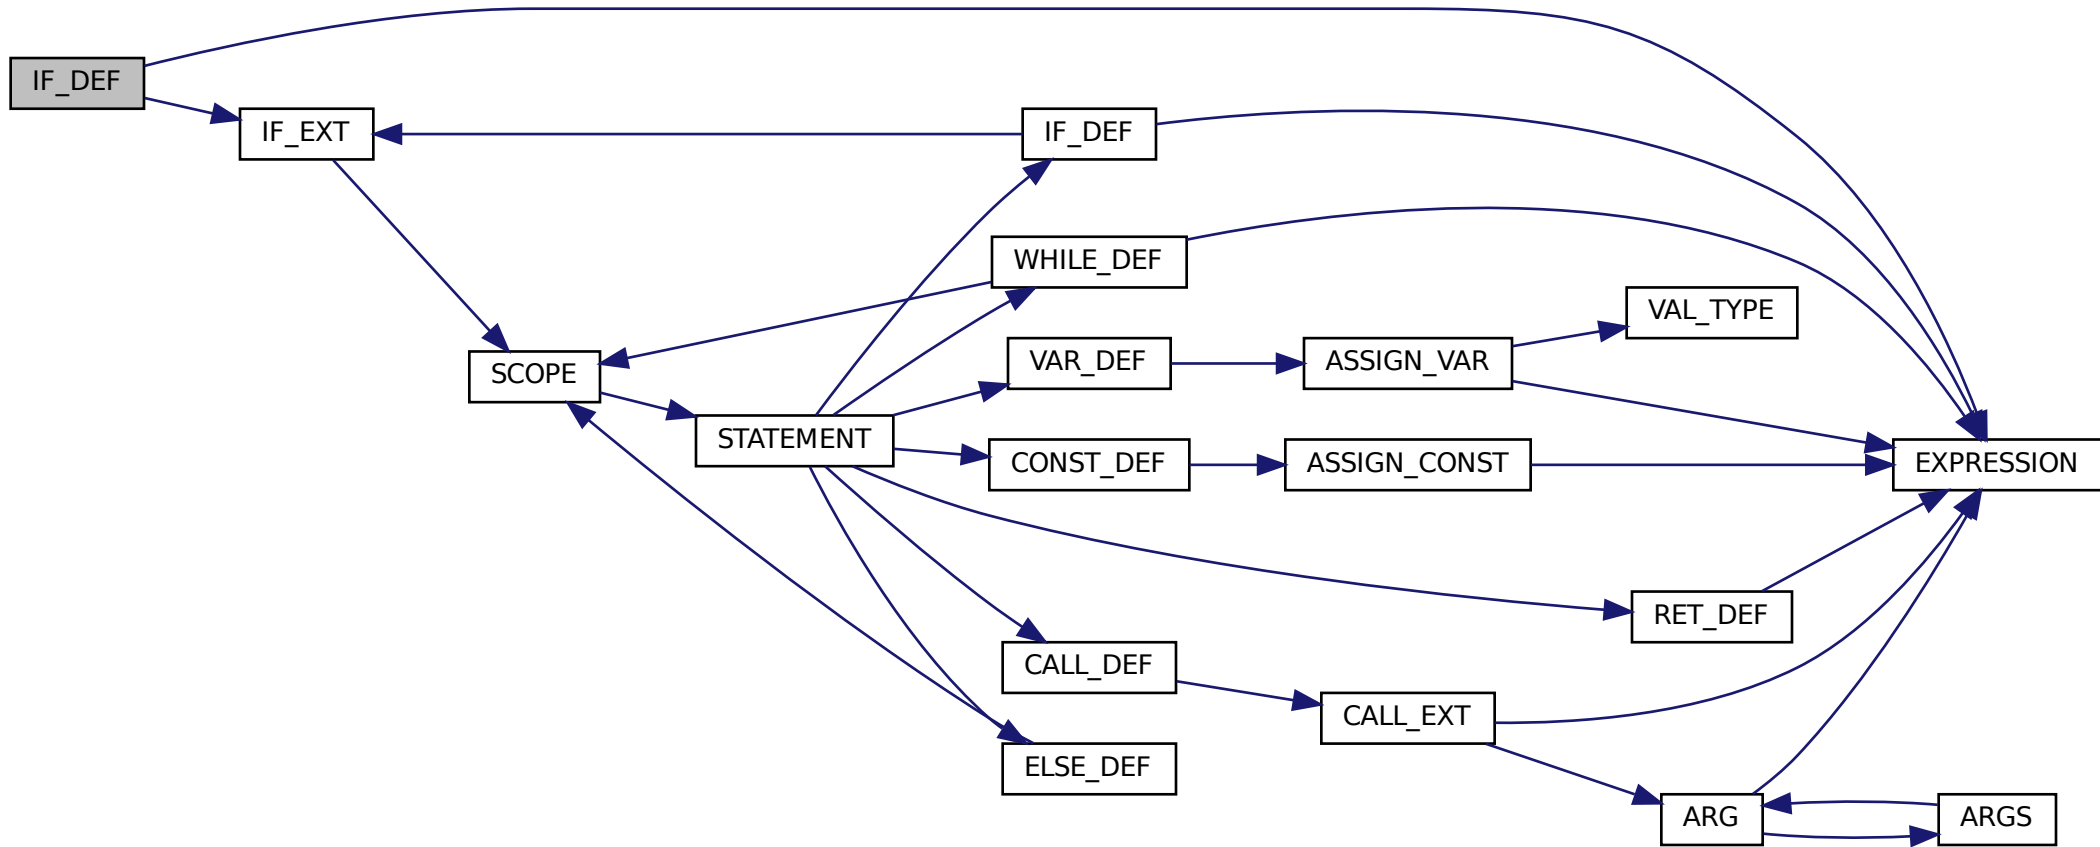 IF_DEF
IF_EXT
IF_DEF
WHILE_DEF
VAL_TYPE
SCOPE
VAR_DEF
ASSIGN_VAR
STATEMENT
CONST_DEF
ASSIGN_CONST
EXPRESSION
RET_DEF
CALL_DEF
CALL_EXT
ELSE_DEF
ARG
ARGS